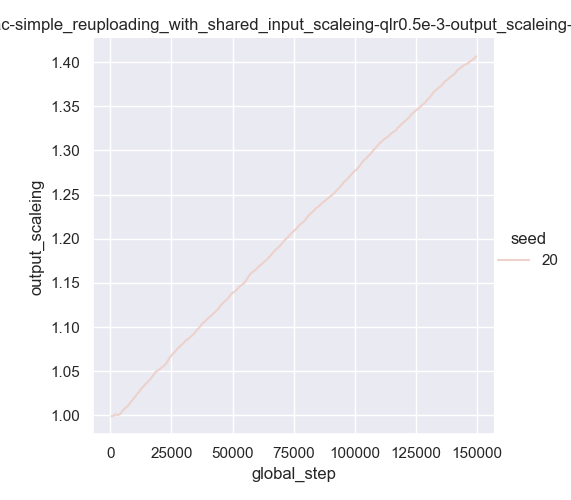 ac-simple_reuploading_with_shared_input_scaleing-qlr0.5e-3-output_scaleing-
1.40
1.35
1.30
1.25
1.20
1.15
1.10
1.05
1.00
output_scaleing
seed
20
0 25000 50000 75000 100000 125000 150000
global_step